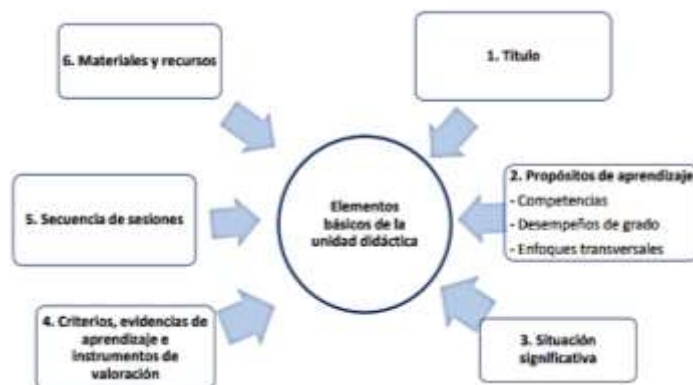 1. Título
2. Propósitos de aprendizaje
- Competencias
- Desempeños de grado
- Enfoques transversales
3. Situación
significativa
4. Criterios, evidencias de
aprendizaje e
instrumentos de
valoración
5. Secuencia de sesiones
6. Materiales y recursos
Elementos
básicos de la
unidad didáctica